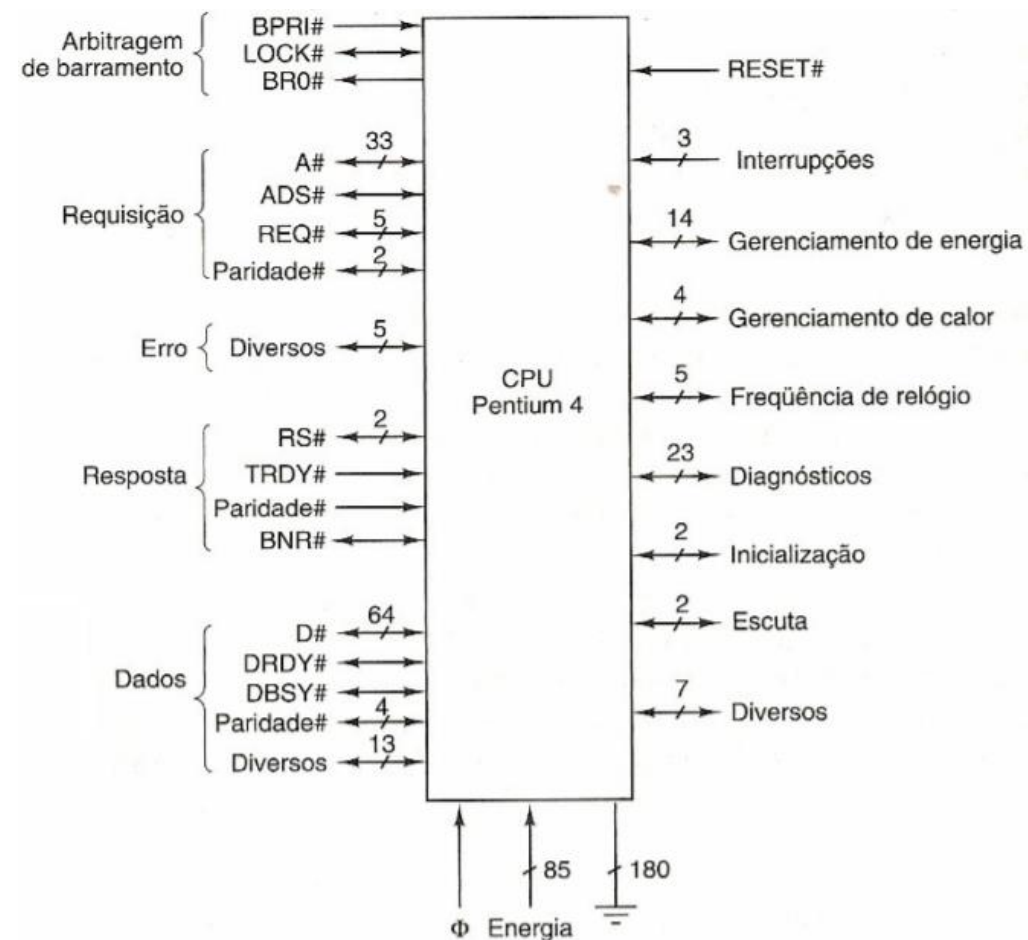 Arbitragem
de barramento
BPRI#
LOCK#
BR0#
Requisição
A#
33
ADS#
REQ#
5
Paridade#
2
Erro
Diversos
5
Resposta
RS#
2
TRDY#
Paridade#
BNR#
Dados
D#
64
DRDY#
DBSY#
Paridade#
4
Diversos
13
CPU
Pentium 4
RESET#
3
Interrupções
14
Gerenciamento de energia
4
Gerenciamento de calor
5
Freqüência de relógio
23
Diagnósticos
2
Inicialização
2
Escuta
7
Diversos
85
180
Φ
Energia